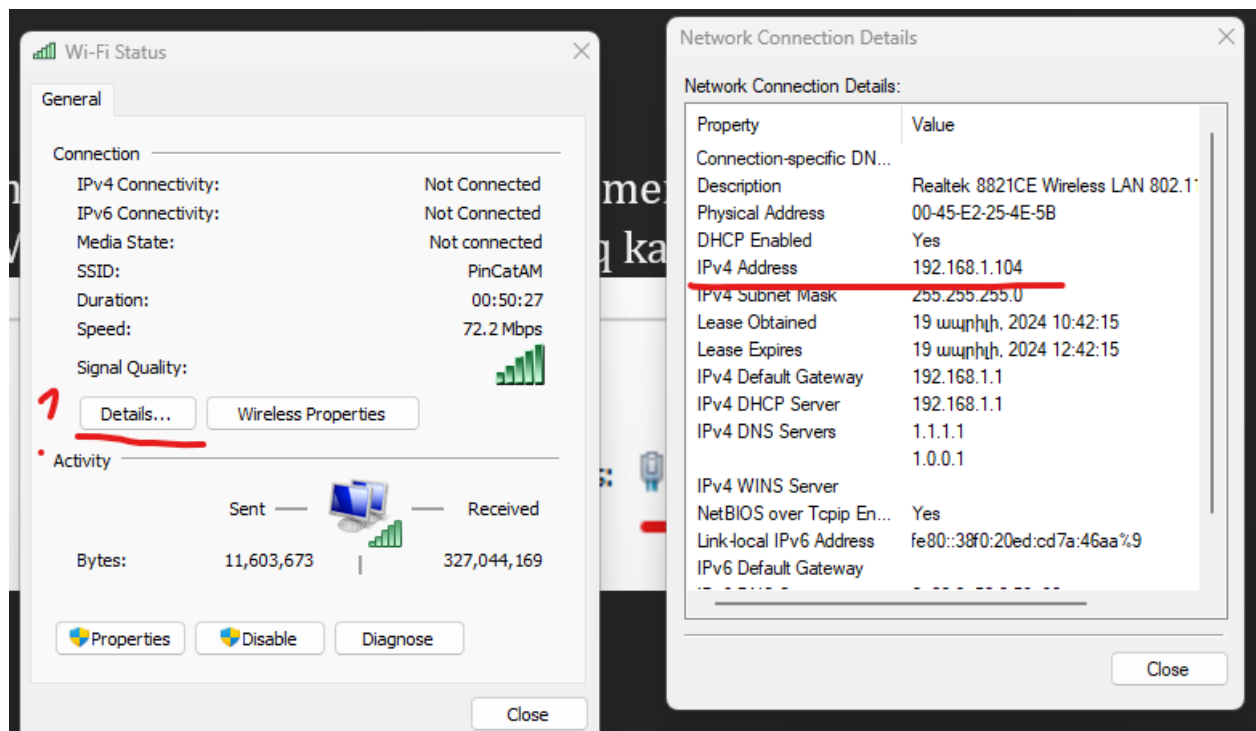 Wi-Fi Status
General
Connection
IPv4 Connectivity: Not Connected
IPv6 Connectivity: Not Connected
Media State: Not connected
SSID: PinCatAM
Duration: 00:50:27
Speed: 72.2 Mbps
Signal Quality:
1
Details...
Wireless Properties
Activity
Sent
Received
Bytes: 11,603,673 327,044,169
Properties
Disable
Diagnose
Close
Network Connection Details
Network Connection Details:
Property Value
Connection-specific DN...
Description Realtek 8821CE Wireless LAN 802.1
Physical Address 00-45-E2-25-4E-5B
DHCP Enabled Yes
IPv4 Address 192.168.1.104
IPv4 Subnet Mask 255.255.255.0
Lease Obtained 19 ապրիլի, 2024 10:42:15
Lease Expires 19 ապրիլի, 2024 12:42:15
IPv4 Default Gateway 192.168.1.1
IPv4 DHCP Server 192.168.1.1
IPv4 DNS Servers 1.1.1.1
1.0.0.1
IPv4 WINS Server
NetBIOS over Tcpip En... Yes
Link-local IPv6 Address fe80::38f0:20ed:cd7a:46aa%9
IPv6 Default Gateway
Close